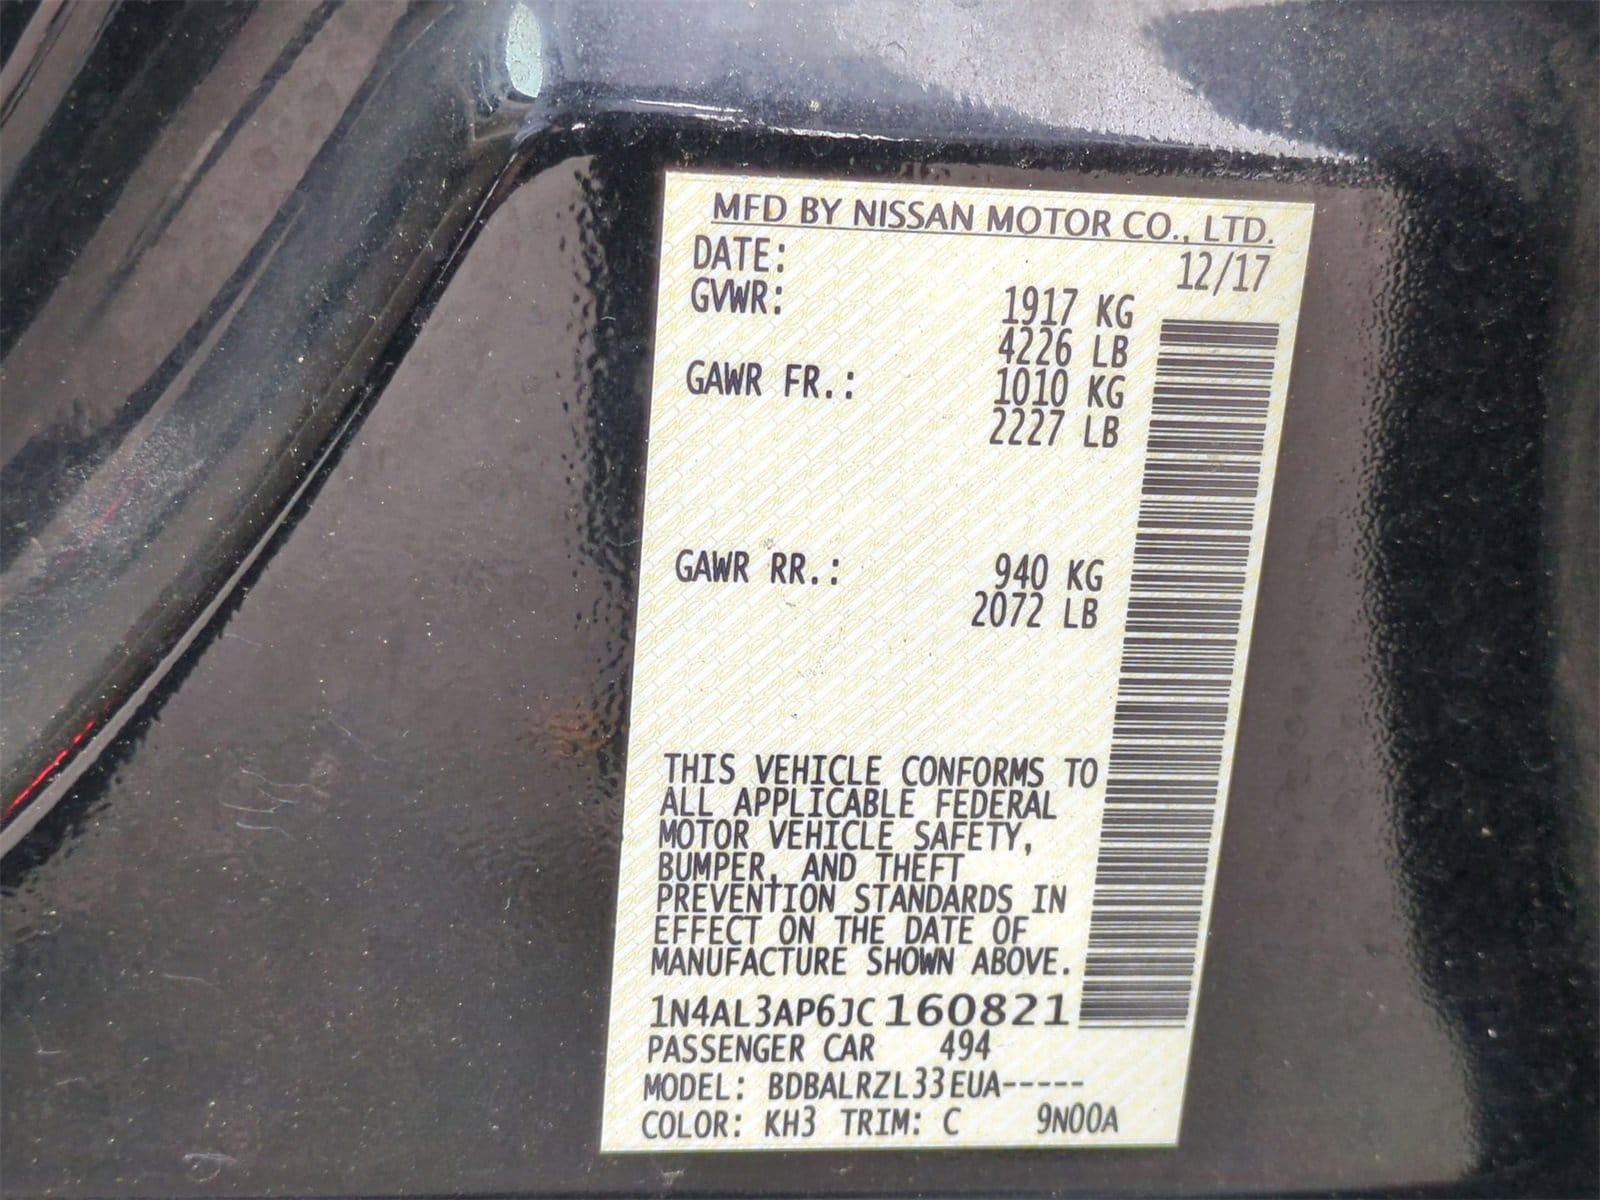 MFD BY NISSAN MOTOR CO., LTD.
DATE: 12/17
GVWR: 1917 KG
4226 LB
GAWR FR.: 1010 KG
2227 LB
GAWR RR.: 940 KG
2072 LB
THIS VEHICLE CONFORMS TO
ALL APPLICABLE FEDERAL
MOTOR VEHICLE SAFETY,
BUMPER, AND THEFT
PREVENTION STANDARDS IN
EFFECT ON THE DATE OF
MANUFACTURE SHOWN ABOVE.
1N4AL3AP6JC160821
PASSENGER CAR 494
MODEL: BDBALRZL33EUA-----
COLOR: KH3 TRIM: C 9N00A